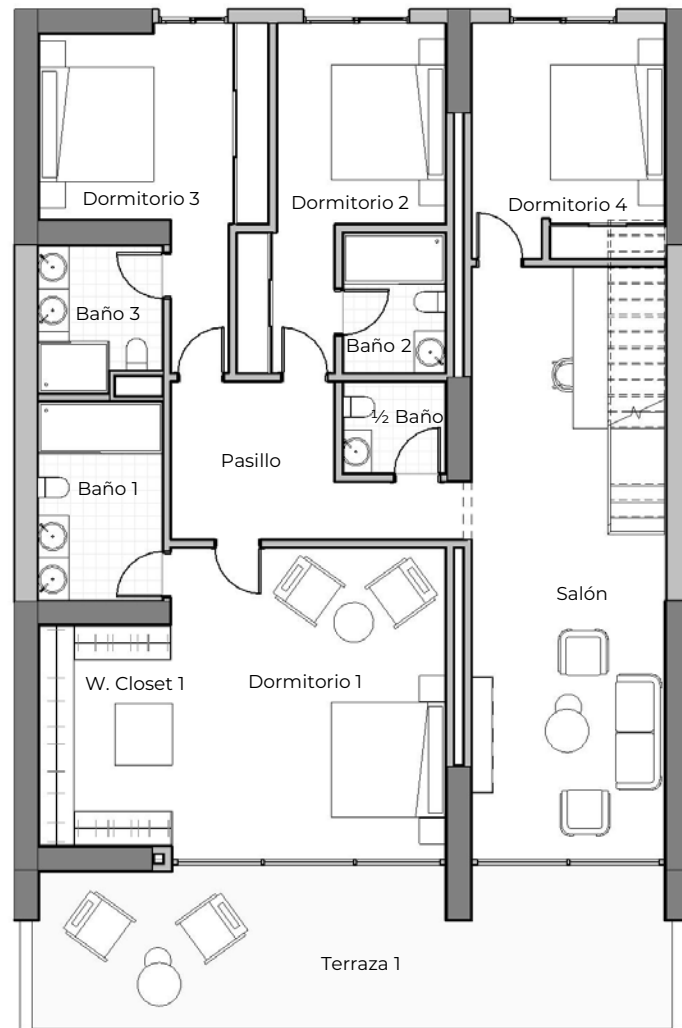 Dormitorio 3
Dormitorio 2
Dormitorio 4
Baño 3
Baño 2
½ Baño
Pasillo
Baño 1
Salón
W. Closet 1
Dormitorio 1
Terraza 1